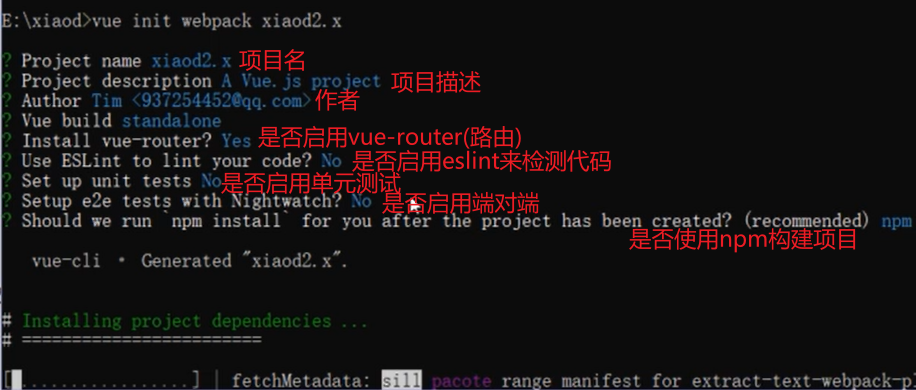 E:\xiaod>vue init webpack xiaod2.x
? Project name xiaod2.x 项目名
? Project description A Vue.js project 项目描述
? Author Tim <937254452@qq.com> 作者
? Vue build standalone
? Install vue-router? Yes 是否启用vue-router(路由)
? Use ESLint to lint your code? No 是否启用eslint来检测代码
? Set up unit tests No 是否启用单元测试
? Setup e2e tests with Nightwatch? No 是否启用端对端
? Should we run `npm install` for you after the project has been created? (recommended) npm
是否使用npm构建项目
vue-cli · Generated "xiaod2.x".
# Installing project dependencies ...
# ========================
[ ................] | fetchMetadata: sill pacote range manifest for extract-text-webpack-p